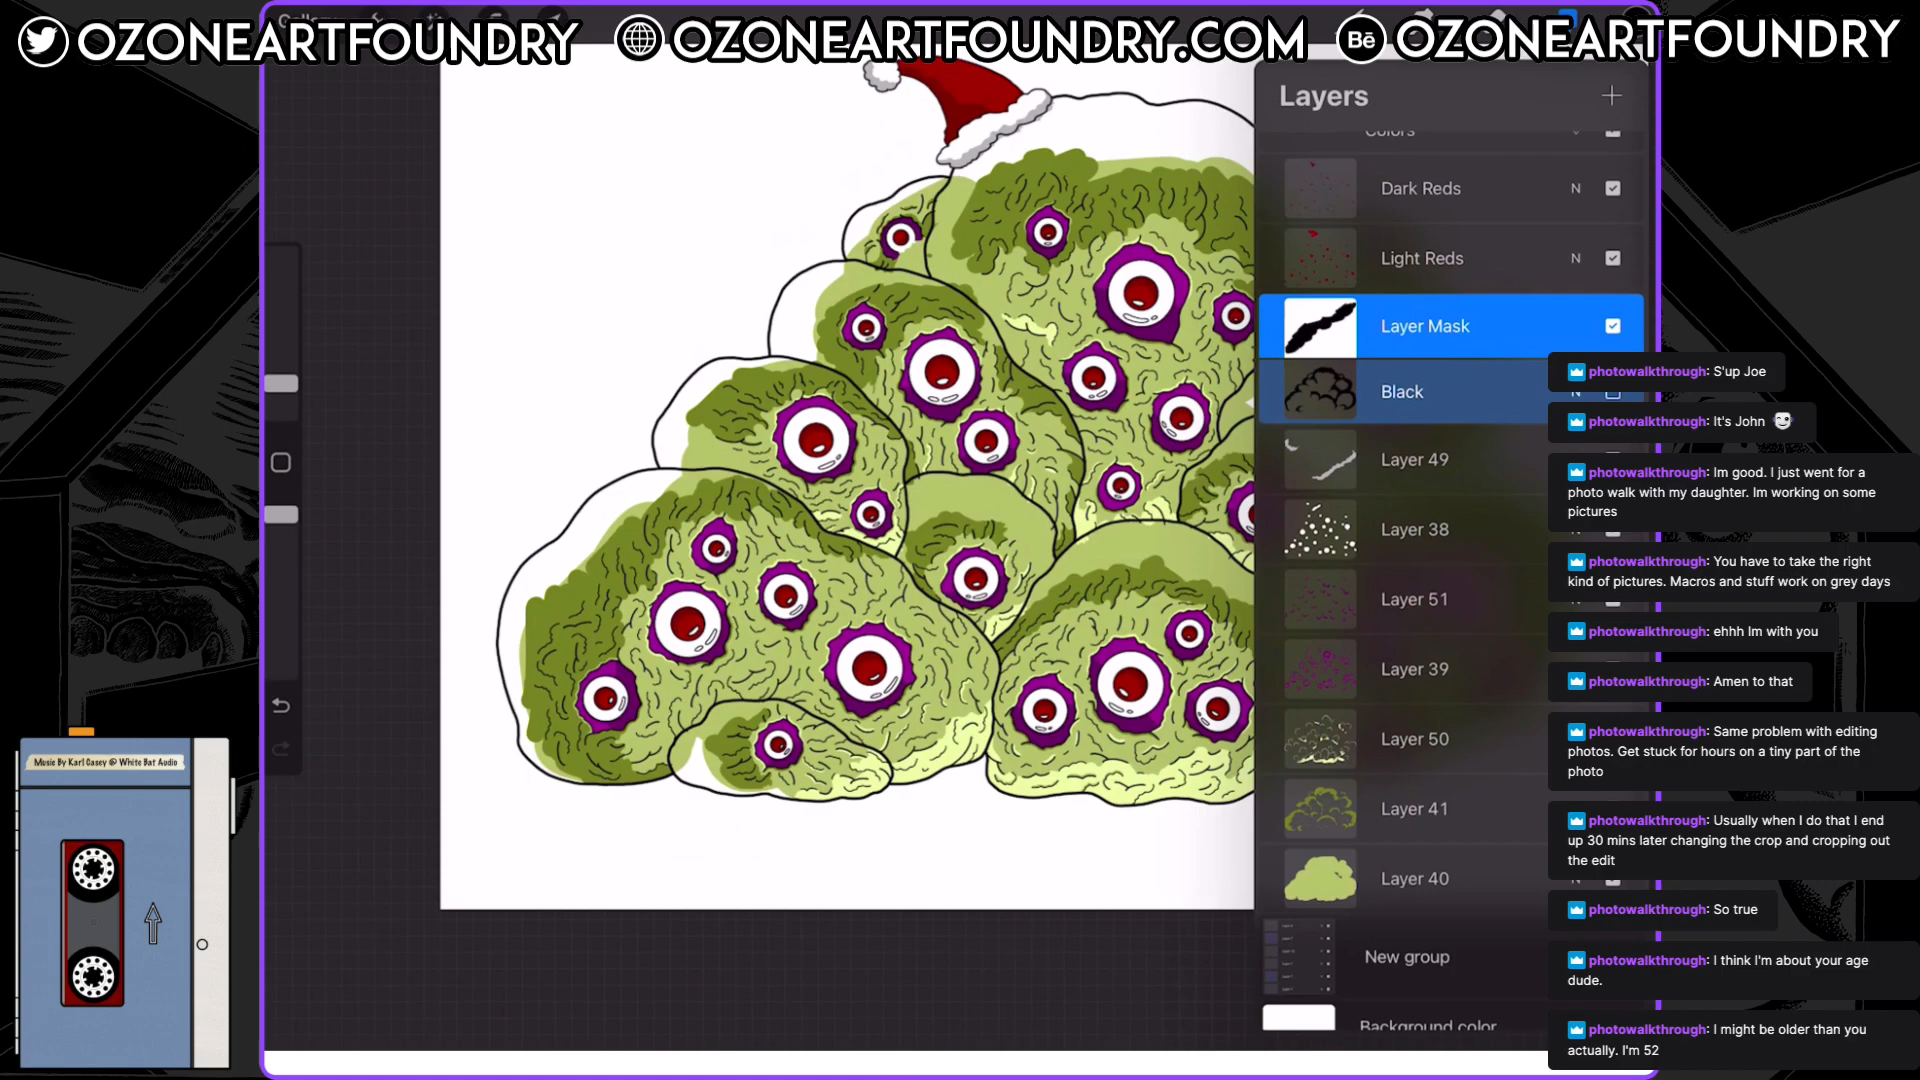 OZONEARTFOUNDRY
OZONEARTFOUNDRY.COM
Bē OZONEARTFOUNDRY
Layers
Colors
Dark Reds N
Light Reds N
Layer Mask
Black N
Layer 49
Layer 38
Layer 51
Layer 39
Layer 50
Layer 41
Layer 40
New group
Background color
photowalkthrough: S'up Joe
photowalkthrough: It's John
photowalkthrough: Im good. I just went for a
photo walk with my daughter. Im working on some
pictures
photowalkthrough: You have to take the right
kind of pictures. Macros and stuff work on grey days
photowalkthrough: ehhh Im with you
photowalkthrough: Amen to that
photowalkthrough: Same problem with editing
photos. Get stuck for hours on a tiny part of the
photo
photowalkthrough: Usually when I do that I end
up 30 mins later changing the crop and cropping out
the edit
photowalkthrough: So true
photowalkthrough: I think I'm about your age
dude.
photowalkthrough: I might be older than you
actually. I'm 52
Music By Karl Casey @ White Bat Audio